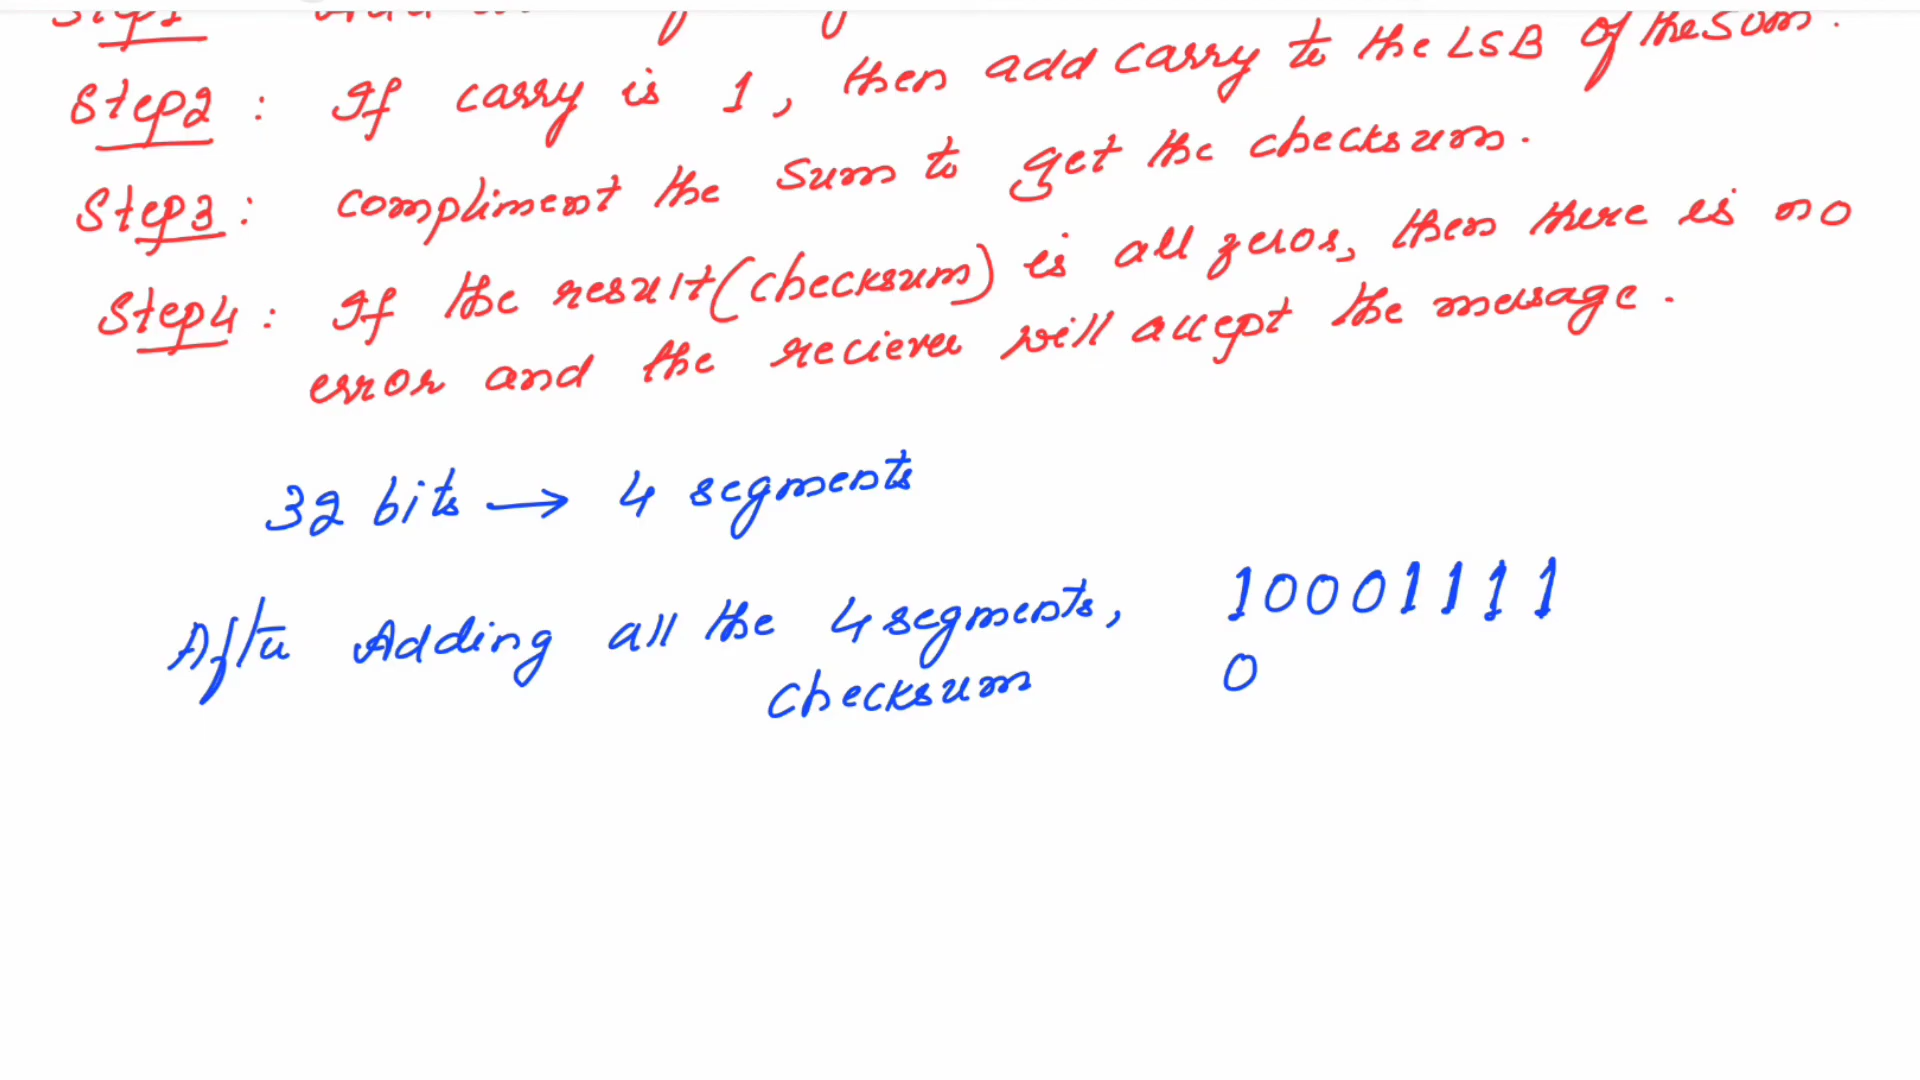 Step2 : If carry is 1, then add carry to the LSB of the sum.
Step3 : compliment the sum to get the checksum.
Step4 : If the result(checksum) is all zeros, then there is no
error and the reciever will accept the message.
32 bits → 4 segments
After Adding all the 4 segments, 10001111
checksum 0